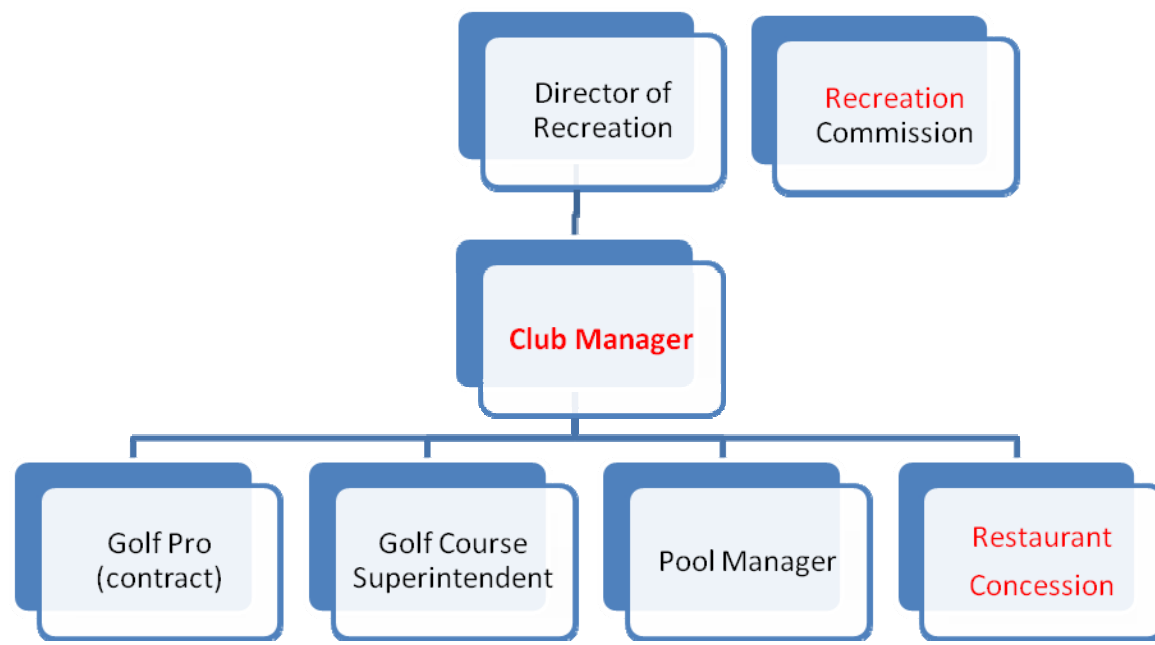 Director of
Recreation
Recreation
Commission
Club Manager
Golf Pro
(contract)
Golf Course
Superintendent
Pool Manager
Restaurant
Concession